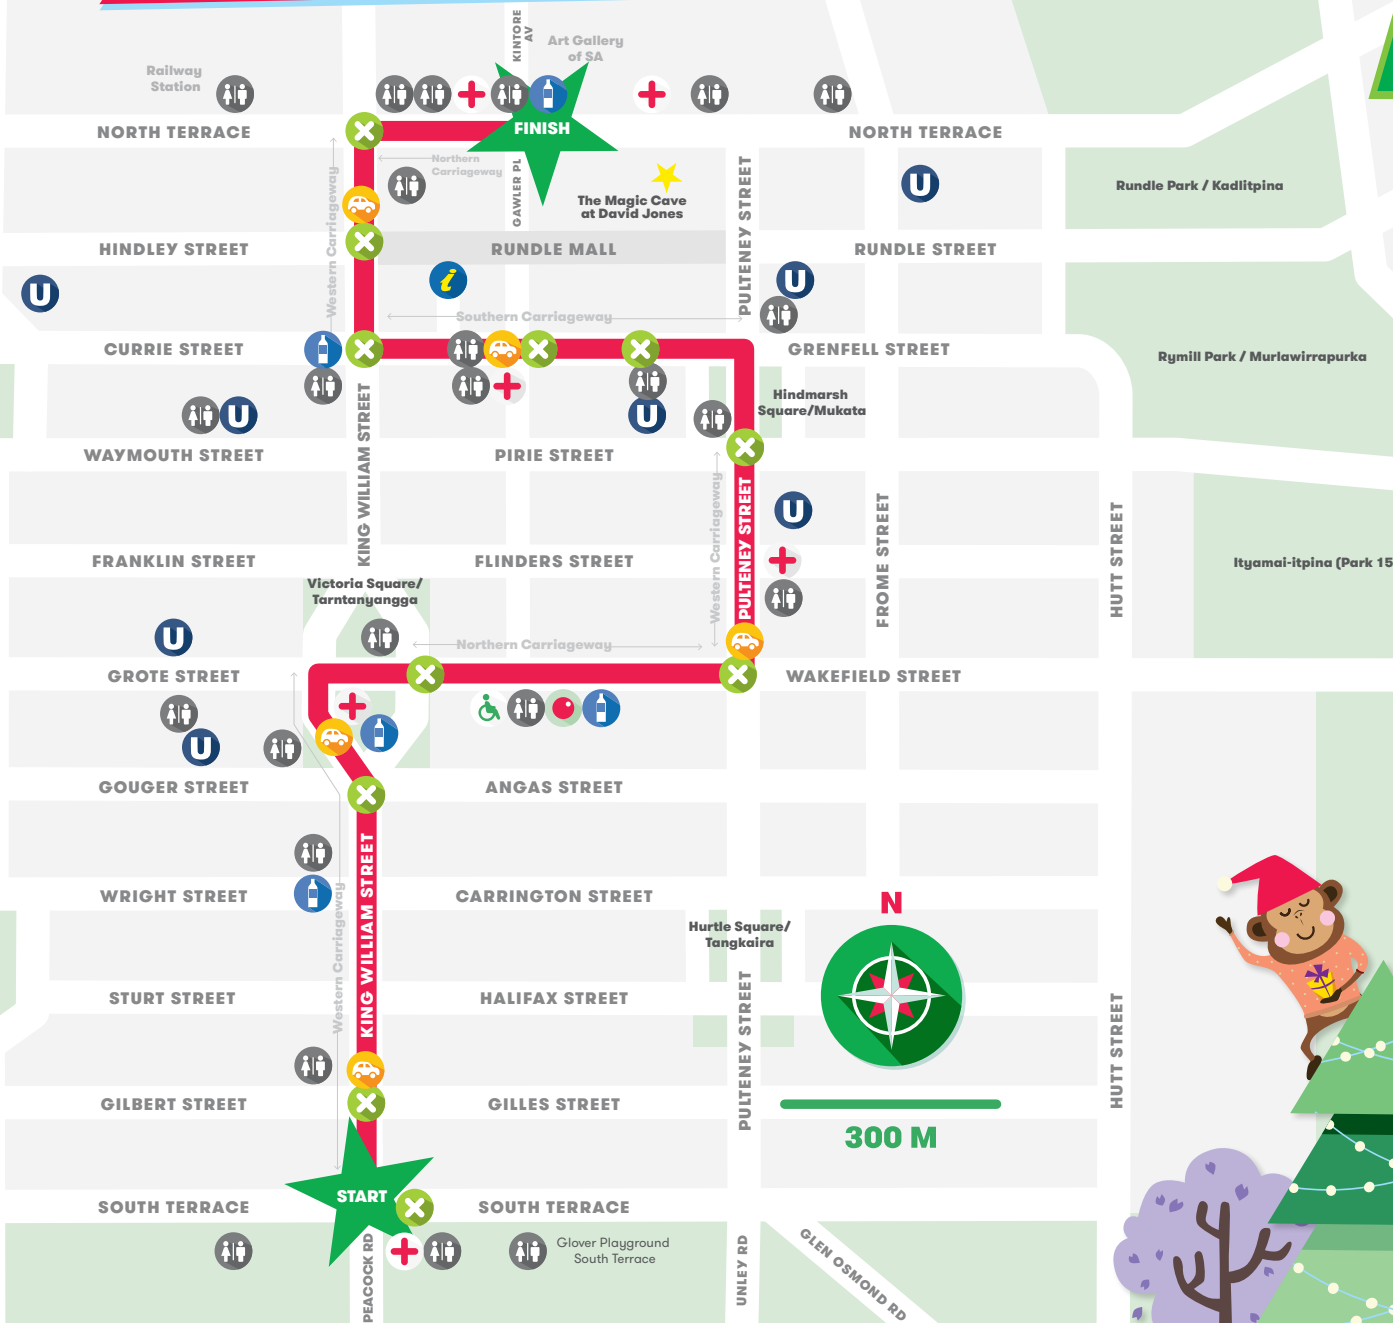 KINTORE
AV
Art Gallery
of SA
Railway
Station
NORTH TERRACE
FINISH
NORTH TERRACE
Northern
Carriageway
Western Carriageway
GAWLER PL
The Magic Cave
at David Jones
PULTENEY STREET
U
Rundle Park / Kadlitpina
HINDLEY STREET
RUNDLE MALL
RUNDLE STREET
U
i
U
Southern Carriageway
CURRIE STREET
GRENFELL STREET
Rymill Park / Murlawirrapurka
KING WILLIAM STREET
Hindmarsh
Square/Mukata
U
U
WAYMOUTH STREET
PIRIE STREET
Western Carriageway
PULTENEY STREET
U
FROME STREET
HUTT STREET
FRANKLIN STREET
FLINDERS STREET
Ityamai-itpina (Park 15
Victoria Square/
Tarntanyangga
U
Northern Carriageway
GROTE STREET
WAKEFIELD STREET
U
GOUGER STREET
ANGAS STREET
KING WILLIAM STREET
Western Carriageway
WRIGHT STREET
CARRINGTON STREET
N
Hurtle Square/
Tangkaira
PULTENEY STREET
STURT STREET
HALIFAX STREET
HUTT STREET
GILBERT STREET
GILLES STREET
300 M
START
SOUTH TERRACE
SOUTH TERRACE
PEACOCK RD
Glover Playground
South Terrace
UNLEY RD
GLEN OSMOND RD